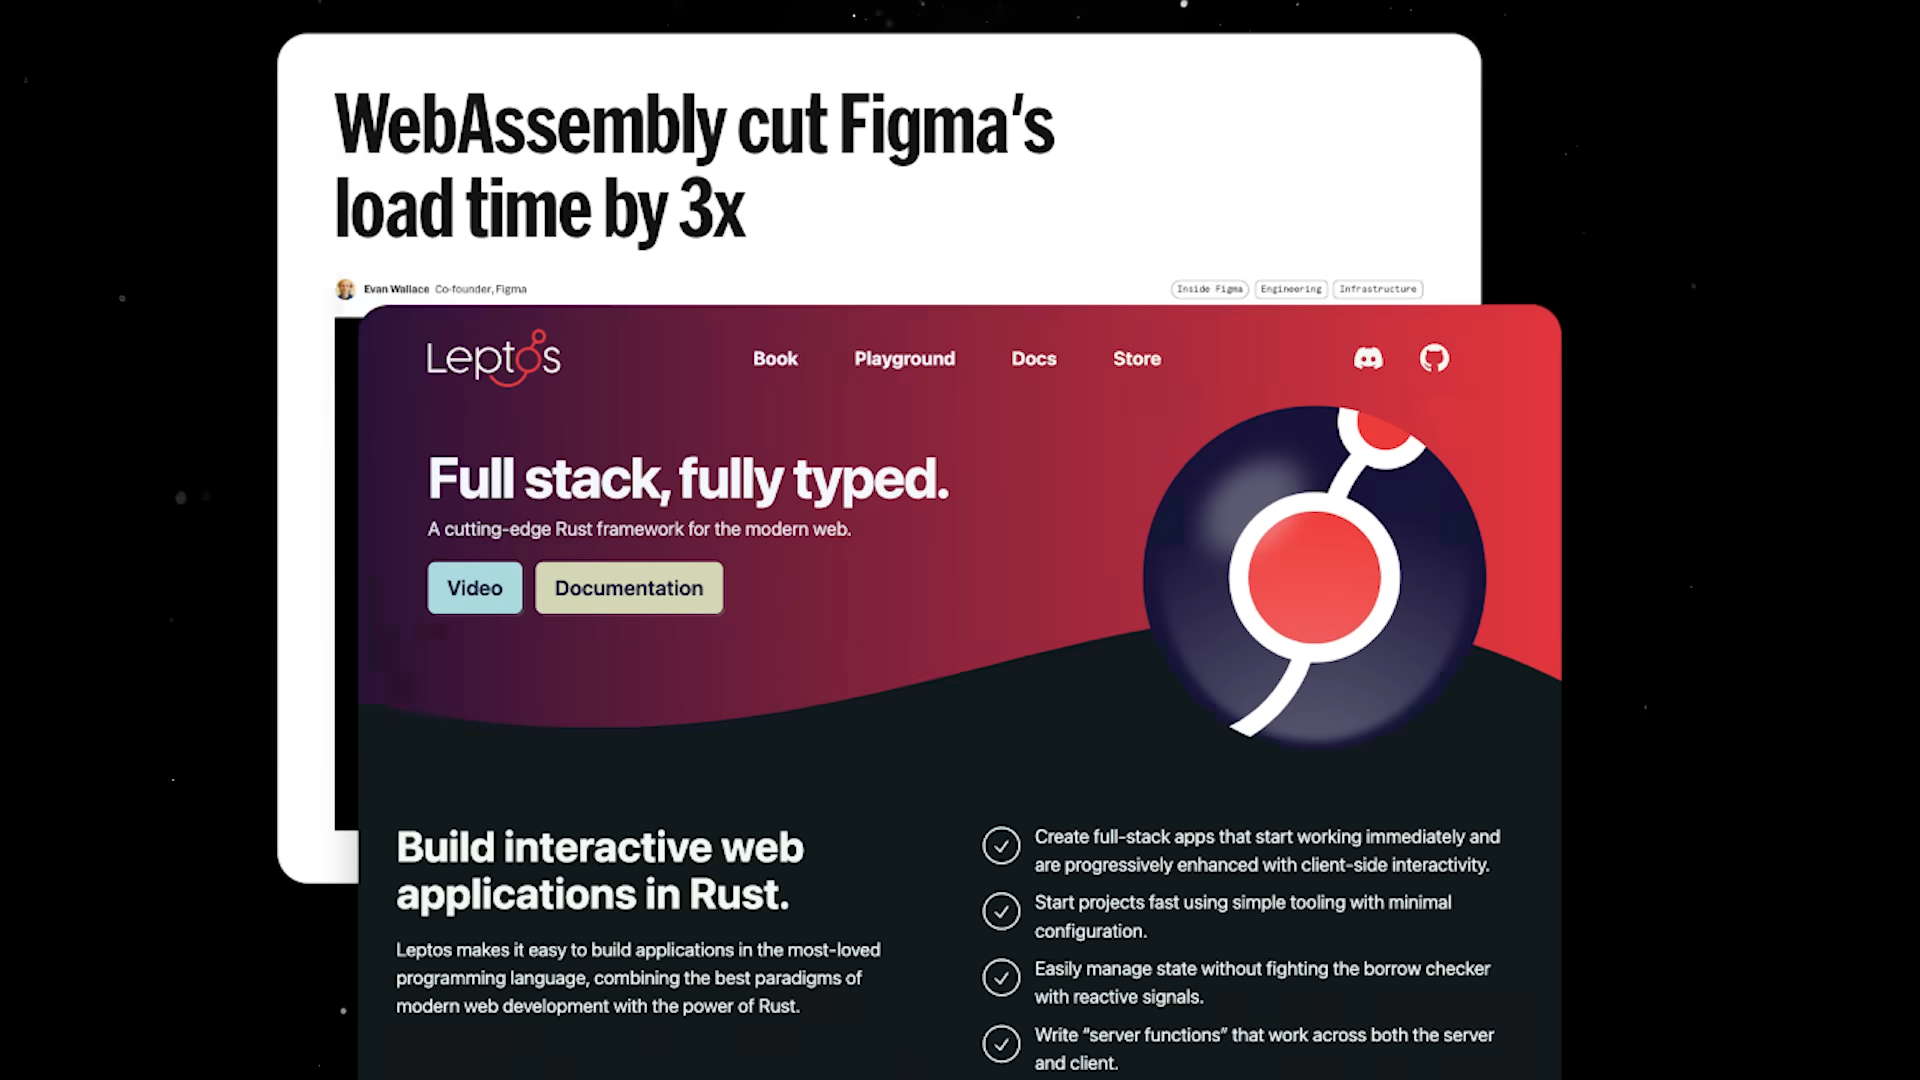 WebAssembly cut Figma's
load time by 3x
Evan Wallace Co-founder, Figma
Inside Figma Engineering Infrastructure
Leptos
Book Playground Docs Store
Full stack, fully typed.
A cutting-edge Rust framework for the modern web.
Video Documentation
Build interactive web
applications in Rust.
Leptos makes it easy to build applications in the most-loved
programming language, combining the best paradigms of
modern web development with the power of Rust.
Create full-stack apps that start working immediately and
are progressively enhanced with client-side interactivity.
Start projects fast using simple tooling with minimal
configuration.
Easily manage state without fighting the borrow checker
with reactive signals.
Write “server functions” that work across both the server
and client.